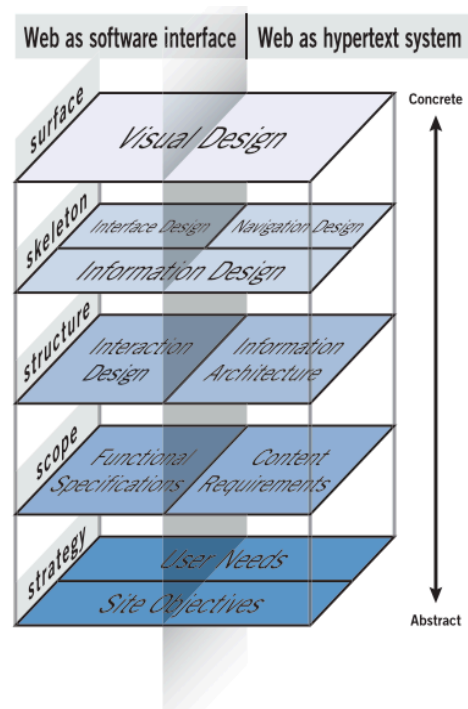 Web as software interface
Web as hypertext system
Concrete
surface
Visual Design
skeleton
Interface Design
Navigation Design
Information Design
structure
Interaction
Design
Information
Architecture
scope
Functional
Specifications
Content
Requirements
strategy
User Needs
Site Objectives
Abstract